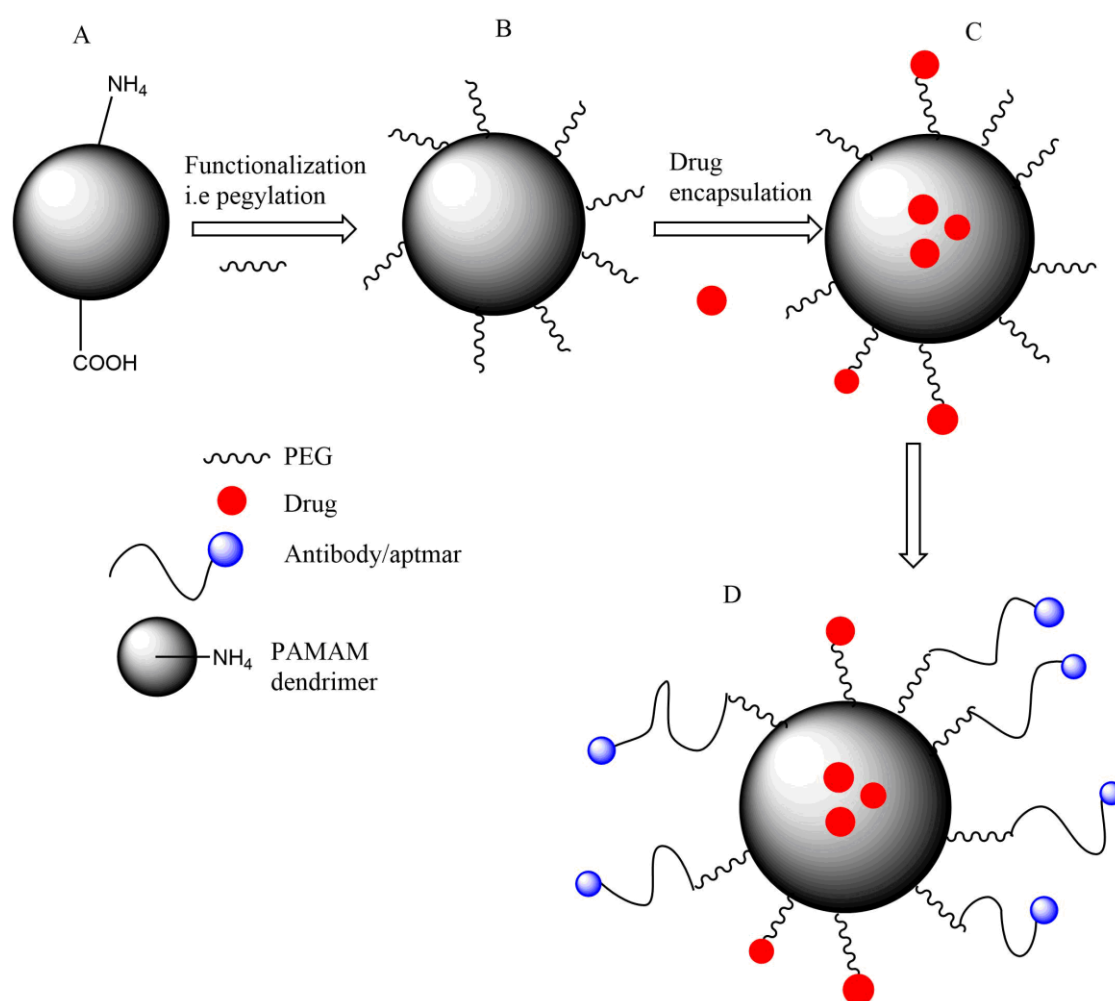 A
B
C
NH4
Functionalization
i.e pegylation
Drug
encapsulation
COOH
PEG
Drug
Antibody/aptmar
NH4
PAMAM
dendrimer
D